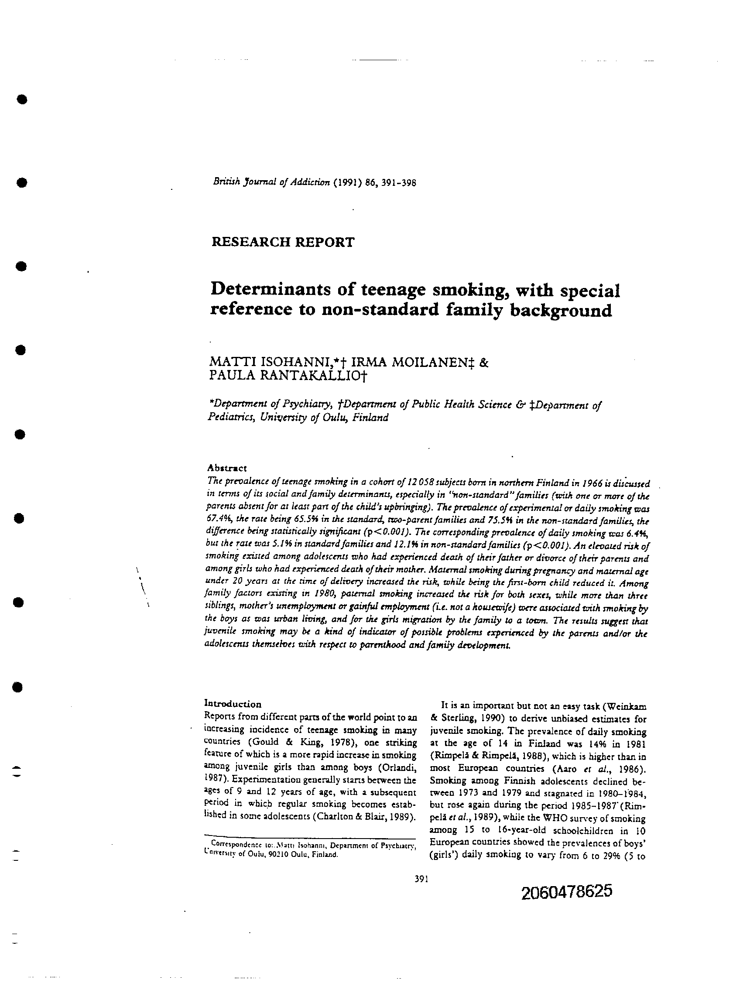 British Journal of Addiction (1991) 86, 391-398
RESEARCH REPORT
Determinants of teenage smoking, with special
reference to non-standard family background
MATTI ISOHANNI,*† IRMA MOILANEN‡ &
PAULA RANTAKALLIO†
*Department of Psychiatry, †Department of Public Health Science & ‡Department of
Pediatrics, University of Oulu, Finland
Abstract
The prevalence of teenage smoking in a cohort of 12 058 subjects born in northern Finland in 1966 is discussed
in terms of its social and family determinants, especially in "non-standard" families (with one or more of the
parents absent for at least part of the child's upbringing). The prevalence of experimental or daily smoking was
67.4%, the rate being 65.5% in the standard, two-parent families and 75.5% in the non-standard families, the
difference being statistically significant (p<0.001). The corresponding prevalence of daily smoking was 6.4%,
but the rate was 5.1% in standard families and 12.1% in non-standard families (p<0.001). An elevated risk of
smoking existed among adolescents who had experienced death of their father or divorce of their parents and
among girls who had experienced death of their mother. Maternal smoking during pregnancy and maternal age
under 20 years at the time of delivery increased the risk, while being the first-born child reduced it. Among
family factors existing in 1980, paternal smoking increased the risk for both sexes, while more than three
siblings, mother's unemployment or gainful employment (i.e. not a housewife) were associated with smoking by
the boys as was urban living, and for the girls migration by the family to a town. The results suggest that
juvenile smoking may be a kind of indicator of possible problems experienced by the parents and/or the
adolescents themselves with respect to parenthood and family development.
Introduction
Reports from different parts of the world point to an
increasing incidence of teenage smoking in many
countries (Gould & King, 1978), one striking
feature of which is a more rapid increase in smoking
among juvenile girls than among boys (Orlandi,
1987). Experimentation generally starts between the
ages of 9 and 12 years of age, with a subsequent
period in which regular smoking becomes estab-
lished in some adolescents (Charlton & Blair, 1989).
Correspondence to: Matti Isohanni, Department of Psychiatry,
University of Oulu, 90210 Oulu, Finland.
It is an important but not an easy task (Weinkam
& Sterling, 1990) to derive unbiased estimates for
juvenile smoking. The prevalence of daily smoking
at the age of 14 in Finland was 14% in 1981
(Rimpelä & Rimpelä, 1988), which is higher than in
most European countries (Aaro et al., 1986).
Smoking among Finnish adolescents declined be-
tween 1973 and 1979 and stagnated in 1980-1984,
but rose again during the period 1985-1987 (Rim-
pelä et al., 1989), while the WHO survey of smoking
among 15 to 16-year-old schoolchildren in 10
European countries showed the prevalences of boys'
(girls') daily smoking to vary from 6 to 29% (5 to
391
2060478625